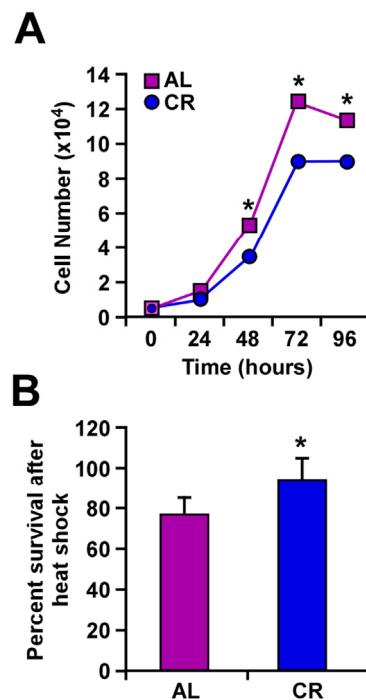 A
AL
CR
14
12
10
8
6
4
2
0
Cell Number (x10⁴)
* * *
0 24 48 72 96
Time (hours)
B
120
100
80
60
40
20
0
Percent survival after
heat shock
*
AL CR